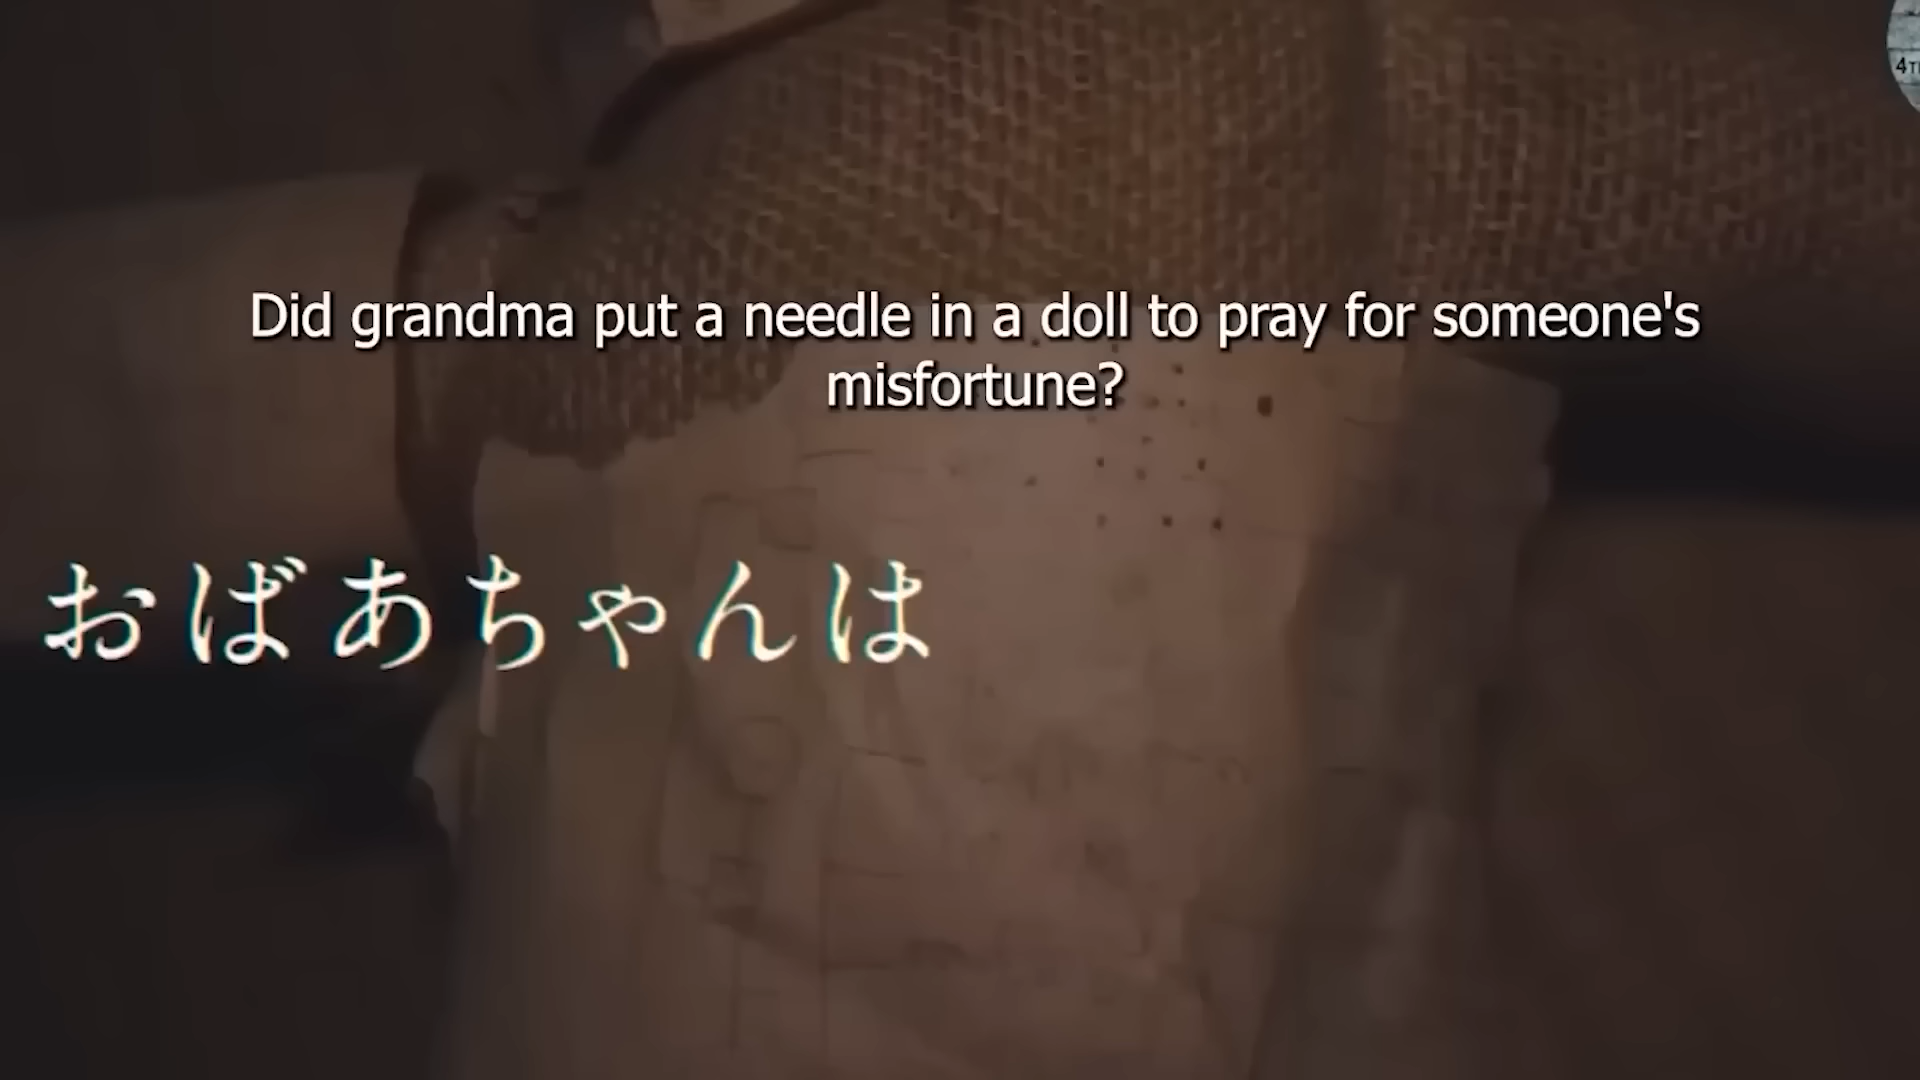 Did grandma put a needle in a doll to pray for someone's
misfortune?
おばあちゃんは